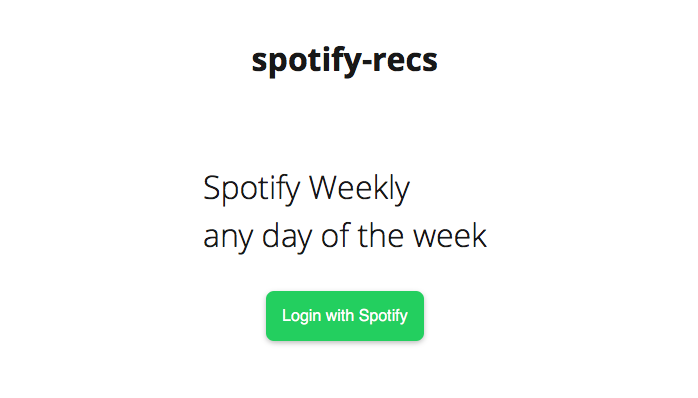 spotify-recs
Spotify Weekly
any day of the week
Login with Spotify